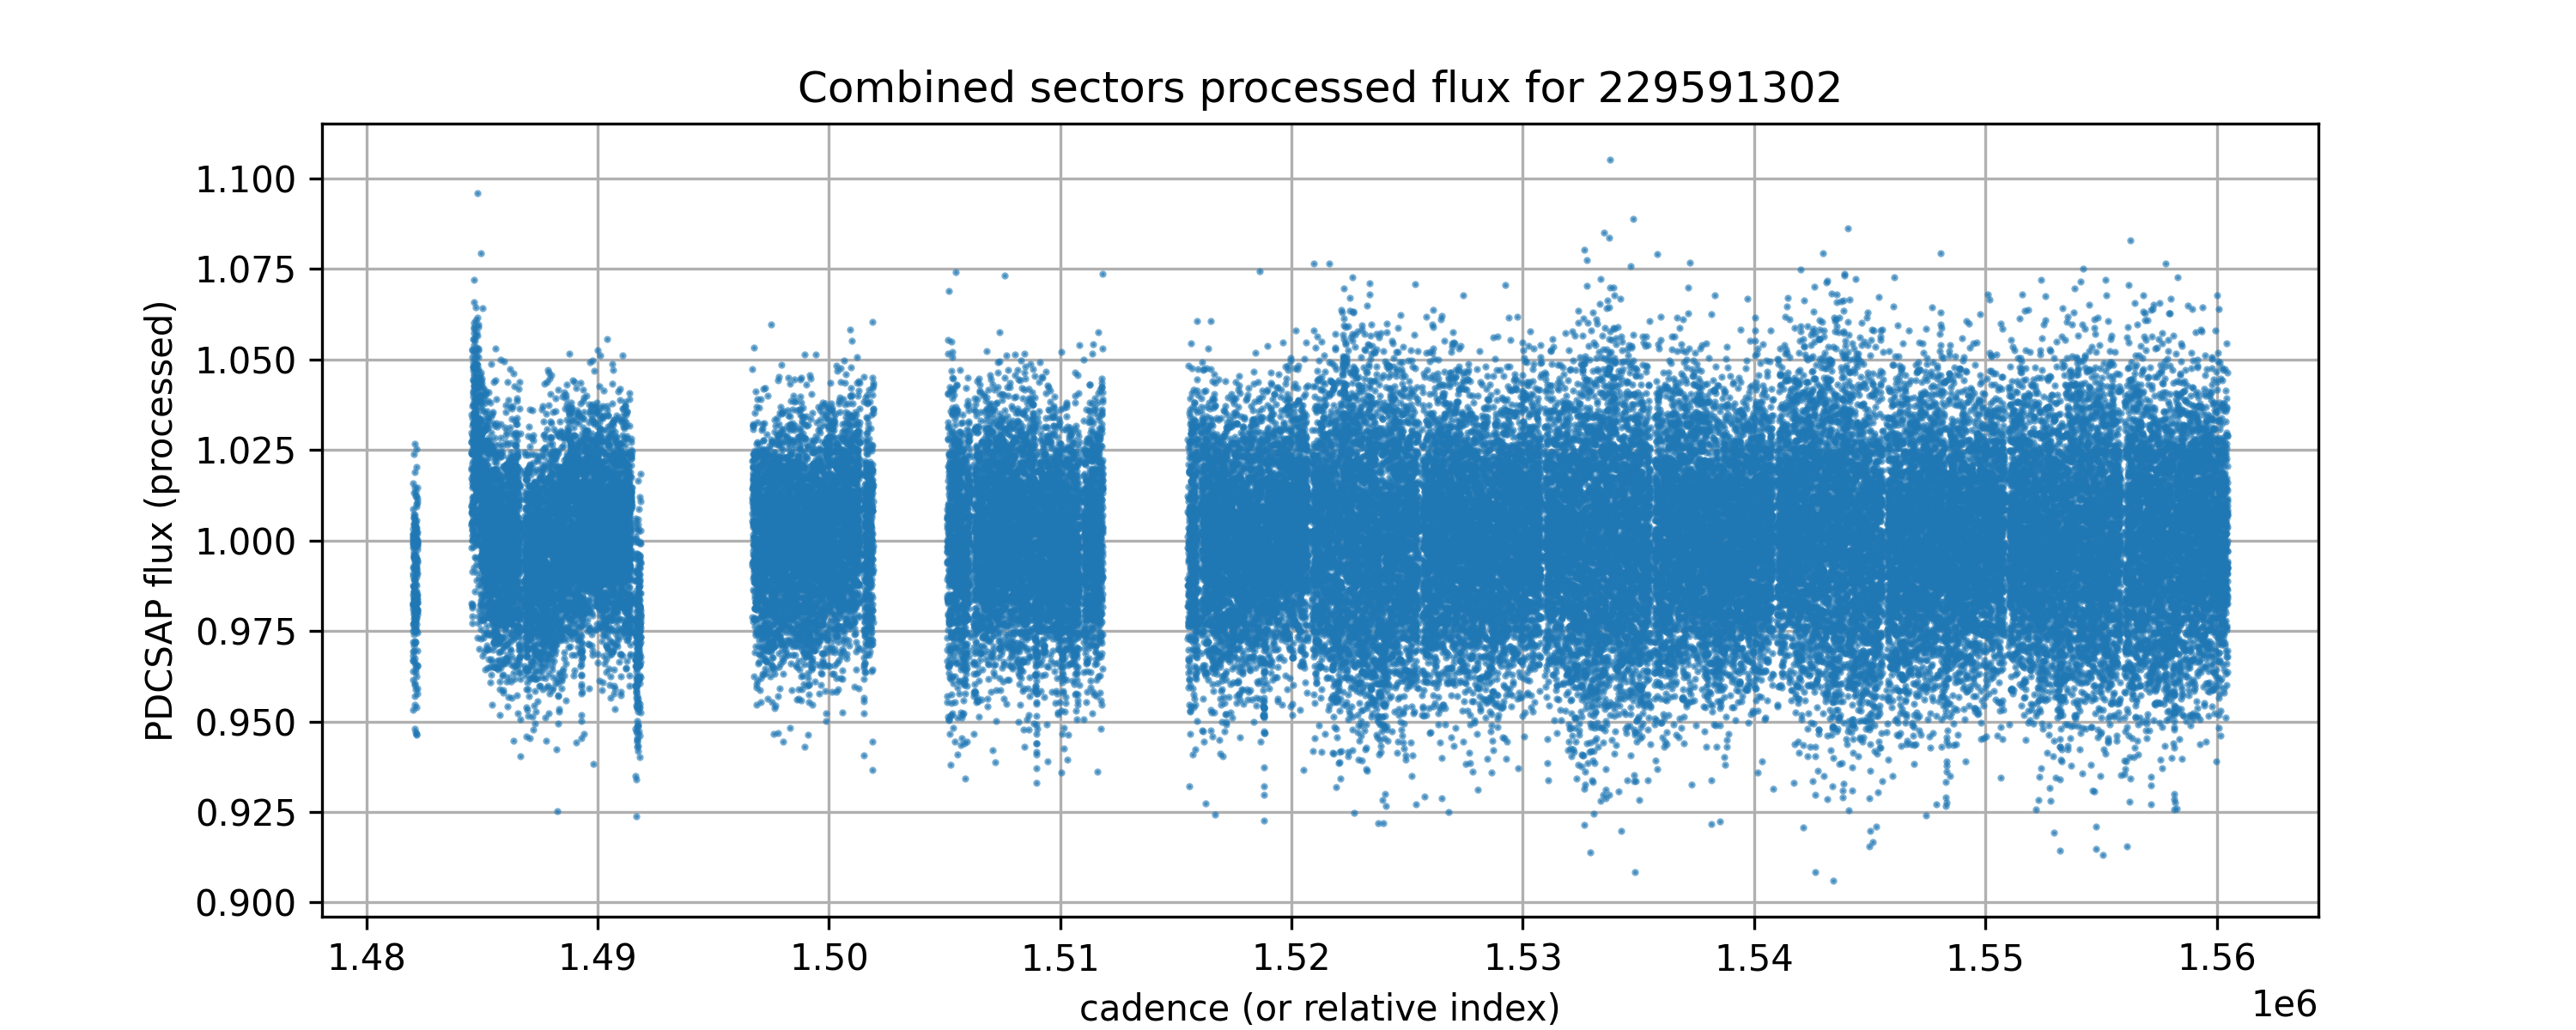 Combined sectors processed flux for 229591302
PDCSAP flux (processed)
1.100
1.075
1.050
1.025
1.000
0.975
0.950
0.925
0.900
1.48 1.49 1.50 1.51 1.52 1.53 1.54 1.55 1.56
1e6
cadence (or relative index)